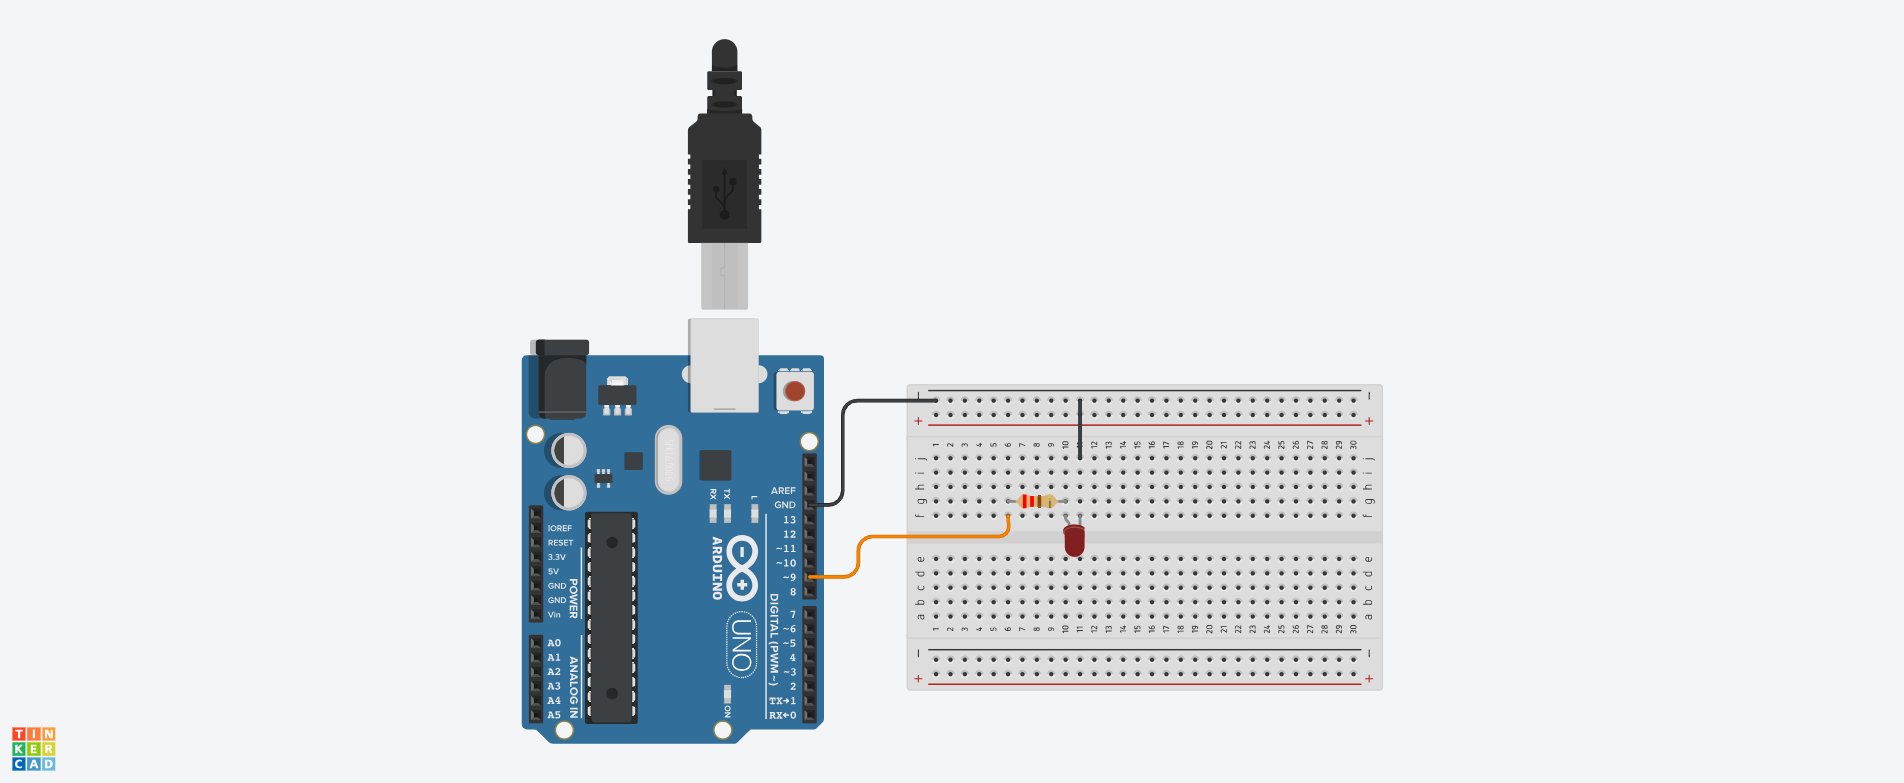 RX TX L
AREF
GND
13
12
~11
~10
~9
8
7
~6
~5
4
~3
2
TX→1
RX←0
DIGITAL (PWM~)
IOREF
RESET
3.3V
5V
GND
GND
Vin
POWER
A0
A1
A2
A3
A4
A5
ANALOG IN
ARDUINO
UNO
ON
− −
+ +
1 2 3 4 5 6 7 8 9 10 11 12 13 14 15 16 17 18 19 20 21 22 23 24 25 26 27 28 29 30
j j
i i
h h
g g
f f
e e
d d
c c
b b
a a
1 2 3 4 5 6 7 8 9 10 11 12 13 14 15 16 17 18 19 20 21 22 23 24 25 26 27 28 29 30
− −
+ +
TIN
KER
CAD